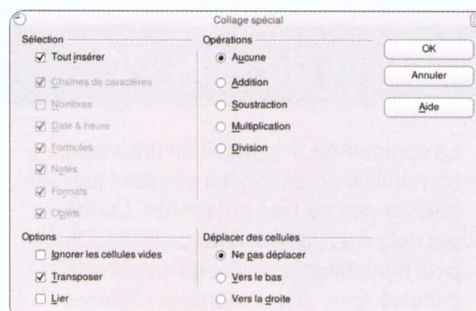 Collage spécial
Sélection
Tout insérer
Chaînes de caractères
Nombres
Date & heure
Formules
Notes
Formats
Objets
Opérations
Aucune
Addition
Soustraction
Multiplication
Division
OK
Annuler
Aide
Options
Ignorer les cellules vides
Transposer
Lier
Déplacer des cellules
Ne pas déplacer
Vers le bas
Vers la droite